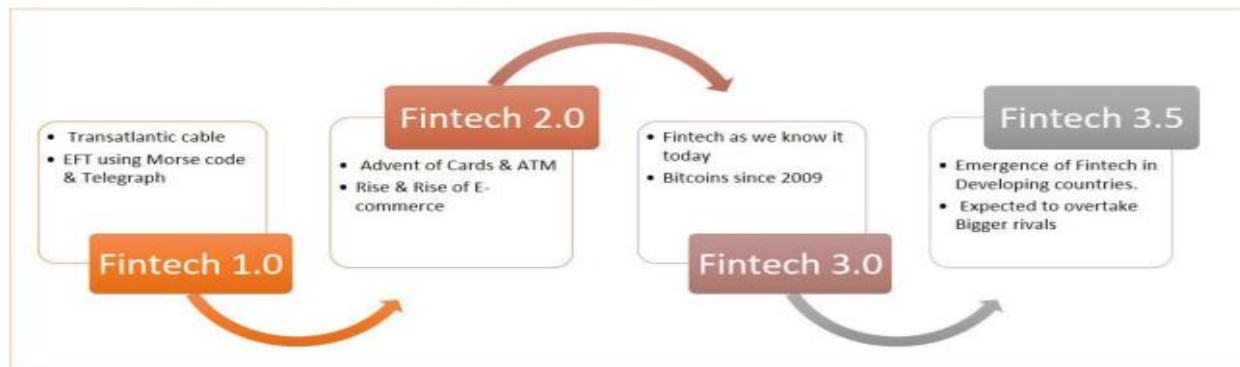 • Transatlantic cable
• EFT using Morse code
& Telegraph
Fintech 1.0
Fintech 2.0
• Advent of Cards & ATM
• Rise & Rise of E-
commerce
• Fintech as we know it
today
• Bitcoins since 2009
Fintech 3.0
Fintech 3.5
• Emergence of Fintech in
Developing countries.
• Expected to overtake
Bigger rivals